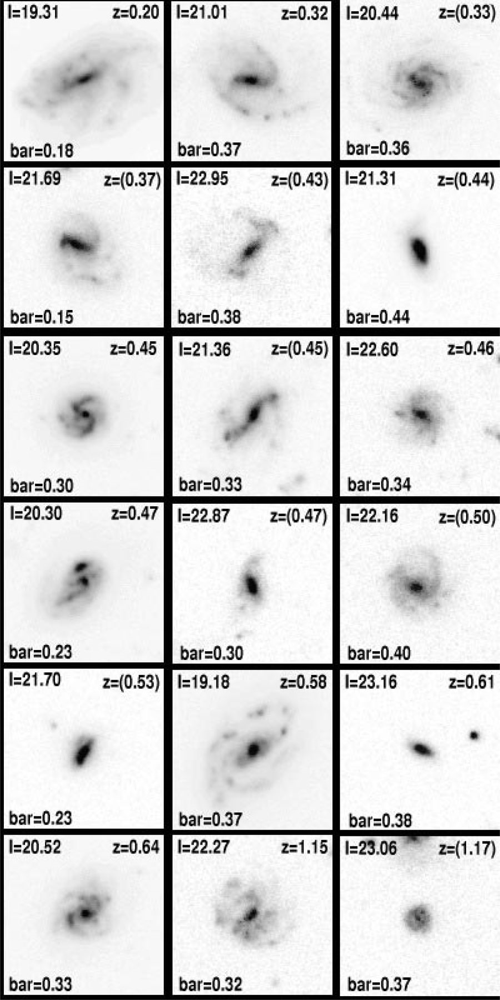 I=19.31 z=0.20 I=21.01 z=0.32 I=20.44 z=(0.33)
bar=0.18 bar=0.37 bar=0.36
I=21.69 z=(0.37) I=22.95 z=(0.43) I=21.31 z=(0.44)
bar=0.15 bar=0.38 bar=0.44
I=20.35 z=0.45 I=21.36 z=(0.45) I=22.60 z=0.46
bar=0.30 bar=0.33 bar=0.34
I=20.30 z=0.47 I=22.87 z=(0.47) I=22.16 z=(0.50)
bar=0.23 bar=0.30 bar=0.40
I=21.70 z=(0.53) I=19.18 z=0.58 I=23.16 z=0.61
bar=0.23 bar=0.37 bar=0.38
I=20.52 z=0.64 I=22.27 z=1.15 I=23.06 z=(1.17)
bar=0.33 bar=0.32 bar=0.37